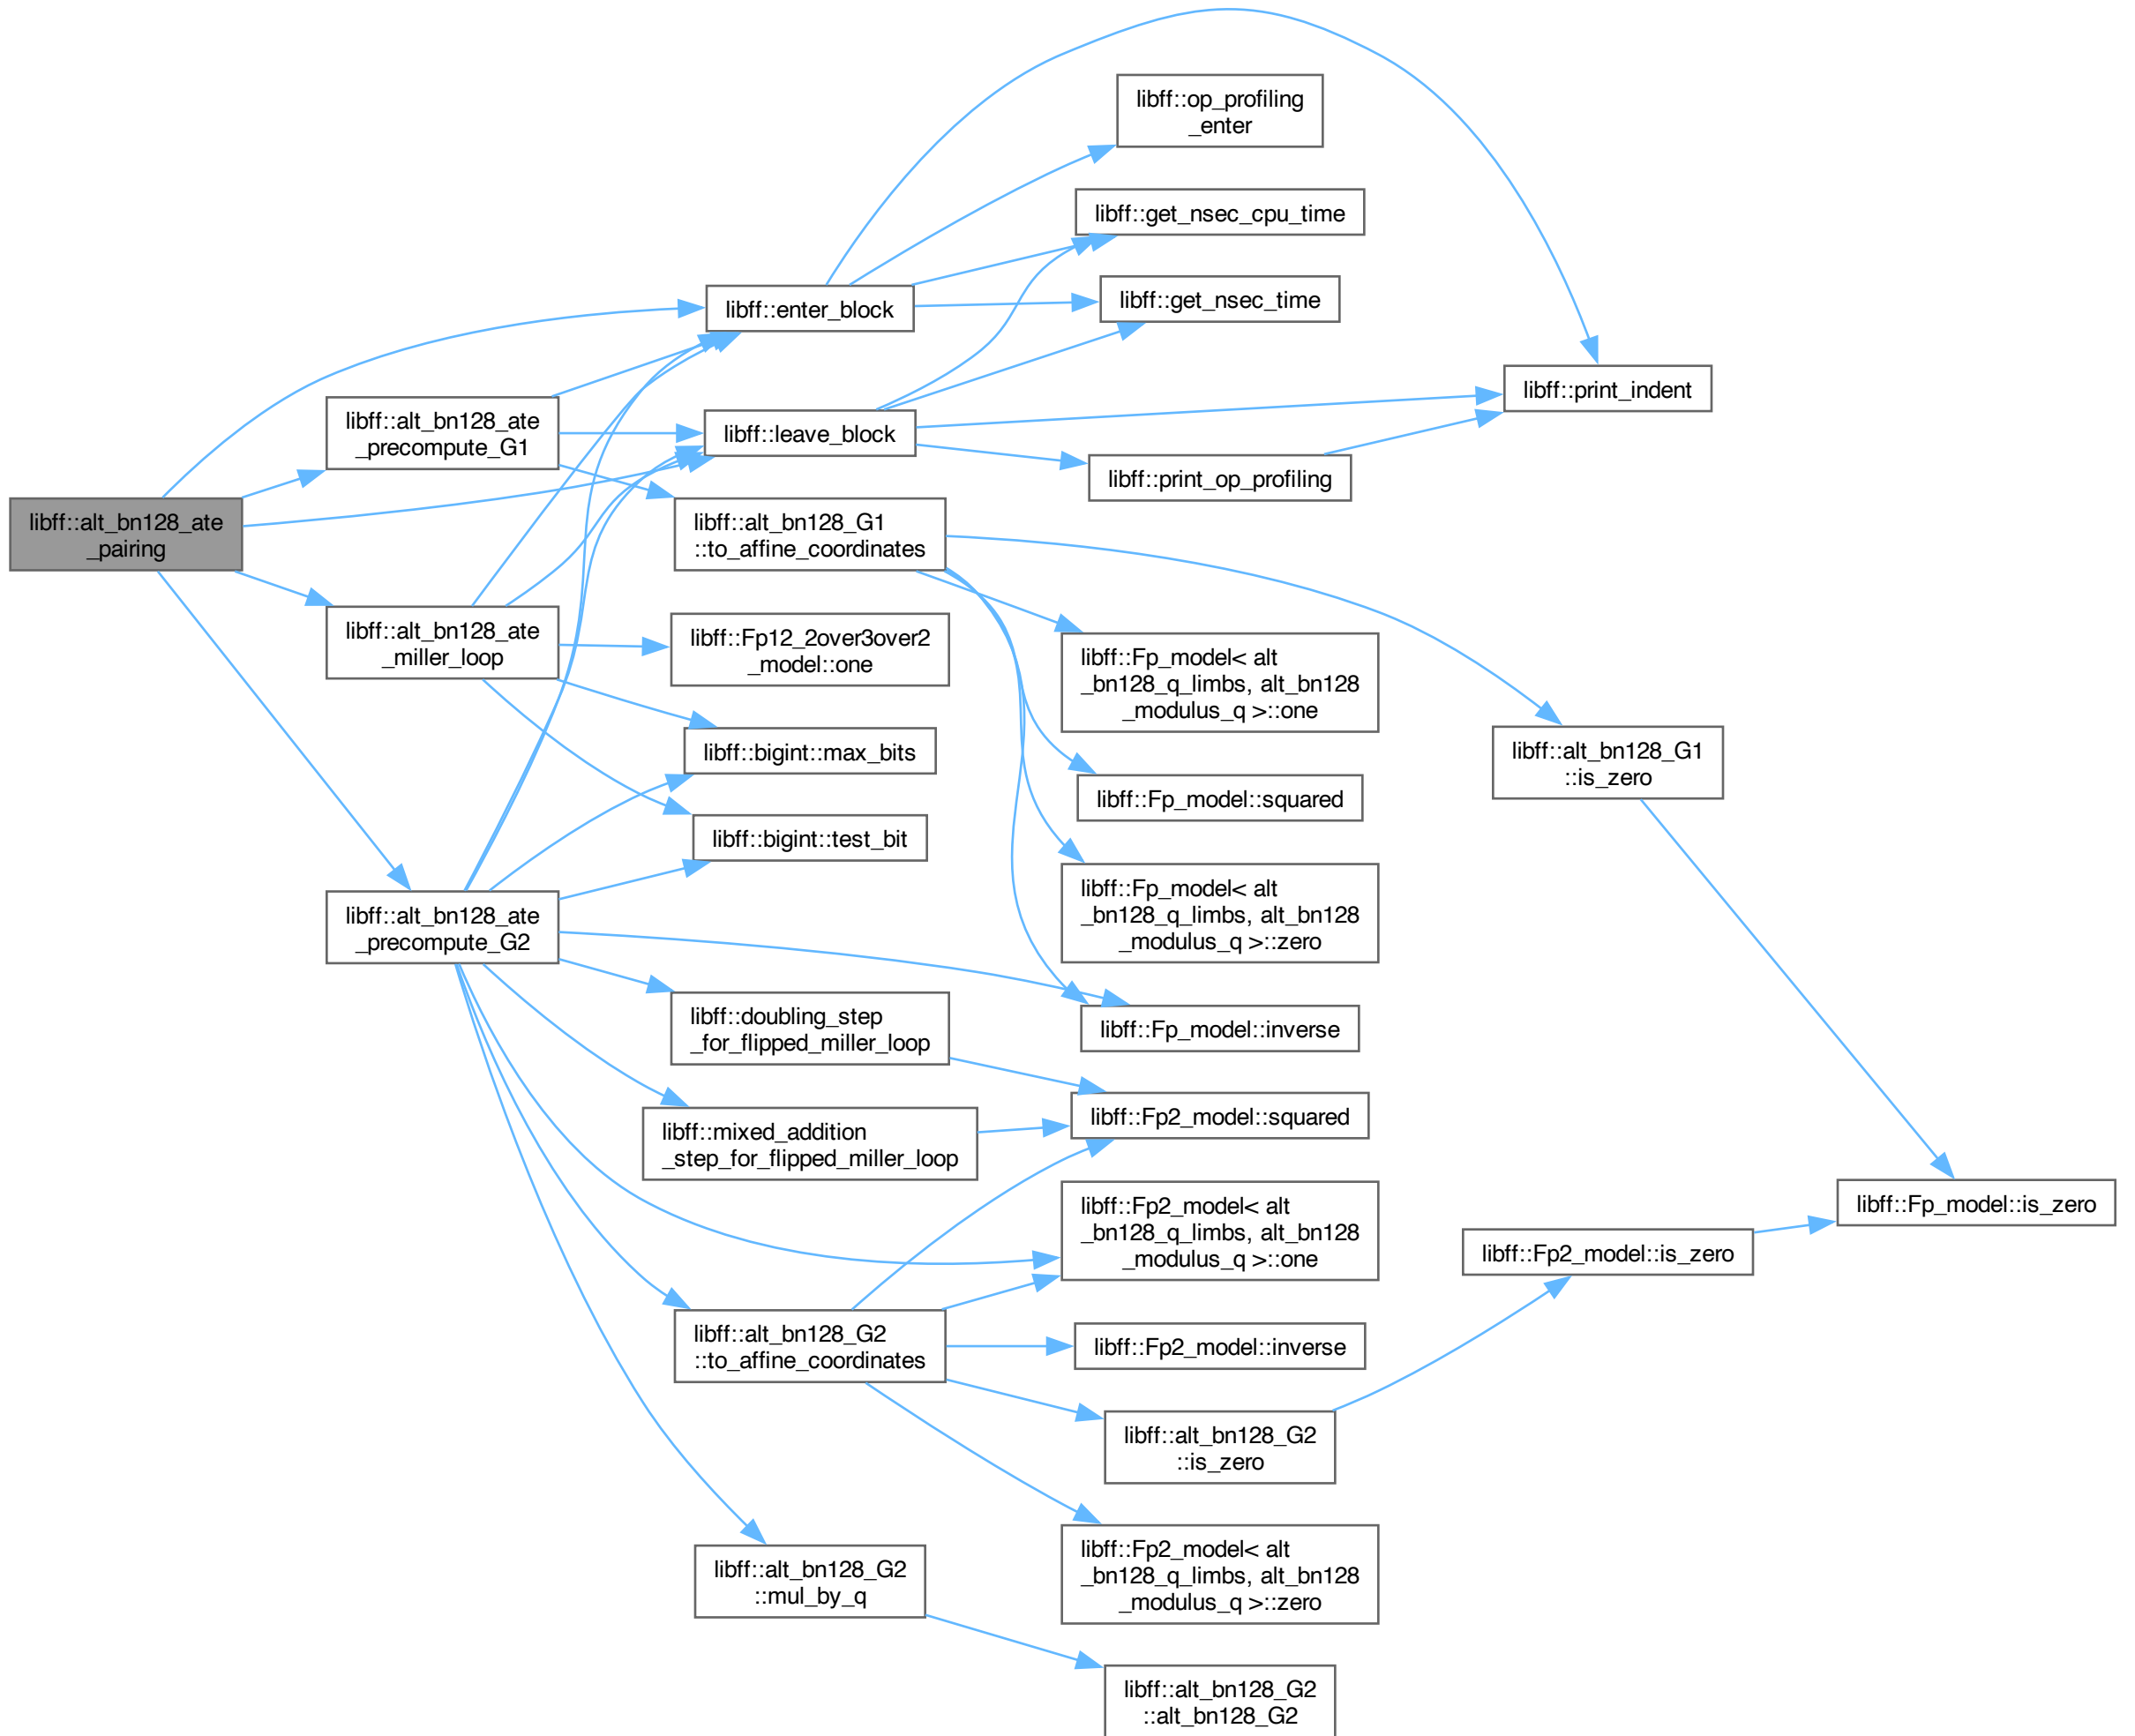 libff::alt_bn128_ate
_pairing
libff::alt_bn128_ate
_precompute_G1
libff::alt_bn128_ate
_miller_loop
libff::alt_bn128_ate
_precompute_G2
libff::enter_block
libff::leave_block
libff::alt_bn128_G1
::to_affine_coordinates
libff::Fp12_2over3over2
_model::one
libff::bigint::max_bits
libff::bigint::test_bit
libff::doubling_step
_for_flipped_miller_loop
libff::mixed_addition
_step_for_flipped_miller_loop
libff::alt_bn128_G2
::to_affine_coordinates
libff::alt_bn128_G2
::mul_by_q
libff::op_profiling
_enter
libff::get_nsec_cpu_time
libff::get_nsec_time
libff::print_op_profiling
libff::Fp_model< alt
_bn128_q_limbs, alt_bn128
_modulus_q >::one
libff::Fp_model::squared
libff::Fp_model< alt
_bn128_q_limbs, alt_bn128
_modulus_q >::zero
libff::Fp_model::inverse
libff::Fp2_model::squared
libff::Fp2_model< alt
_bn128_q_limbs, alt_bn128
_modulus_q >::one
libff::Fp2_model::inverse
libff::alt_bn128_G2
::is_zero
libff::Fp2_model< alt
_bn128_q_limbs, alt_bn128
_modulus_q >::zero
libff::alt_bn128_G2
::alt_bn128_G2
libff::print_indent
libff::alt_bn128_G1
::is_zero
libff::Fp2_model::is_zero
libff::Fp_model::is_zero